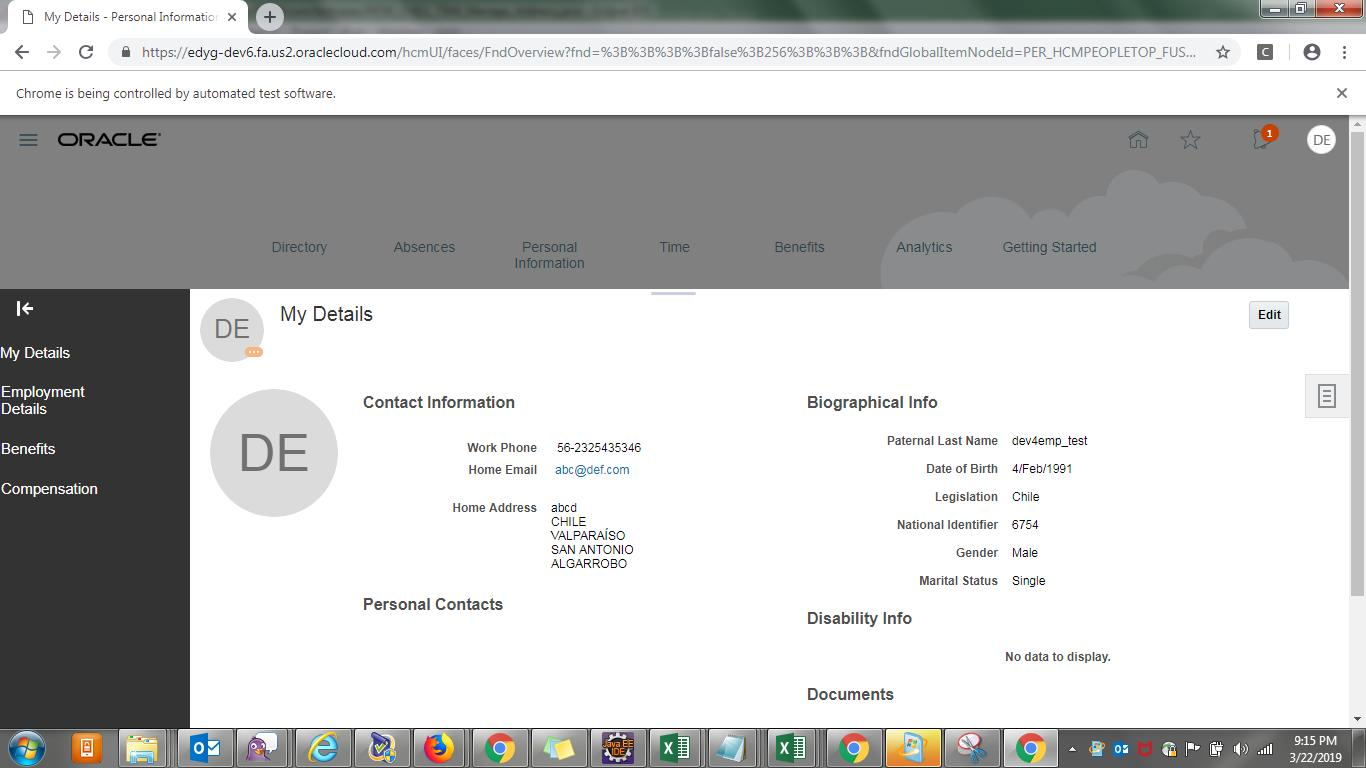 My Details - Personal Information
https://edyg-dev6.fa.us2.oraclecloud.com/hcmUI/faces/FndOverview?fnd=%3B%3B%3B%3Bfalse%3B256%3B%3B%3B&fndGlobalItemNodeId=PER_HCMPEOPLETOP_FUS...
C
Chrome is being controlled by automated test software.
ORACLE
1
DE
Directory
Absences
Personal
Information
Time
Benefits
Analytics
Getting Started
DE
My Details
Edit
My Details
Employment
Details
Benefits
Compensation
DE
Contact Information
Work Phone 56-2325435346
Home Email abc@def.com
Home Address abcd
CHILE
VALPARAÍSO
SAN ANTONIO
ALGARROBO
Personal Contacts
Biographical Info
Paternal Last Name dev4emp_test
Date of Birth 4/Feb/1991
Legislation Chile
National Identifier 6754
Gender Male
Marital Status Single
Disability Info
No data to display.
Documents
Java EE
IDE
9:15 PM
3/22/2019